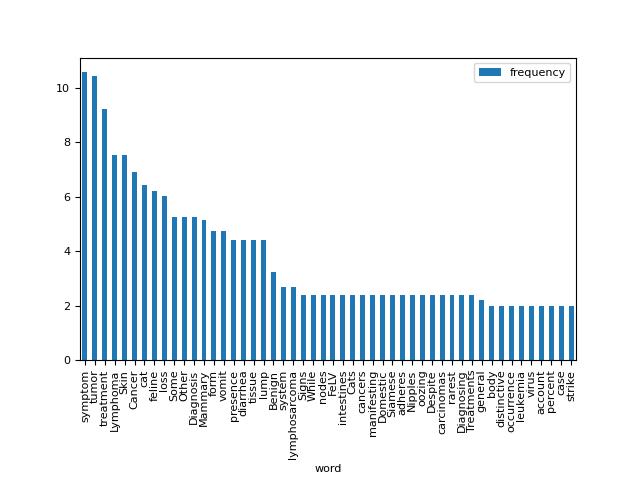 frequency
10
8
6
4
2
0
symptom
tumor
treatment
Lymphoma
Skin
Cancer
cat
feline
loss
Some
Other
Diagnosis
Mammary
form
vomit
presence
diarrhea
tissue
lump
Benign
system
lymphosarcoma
Signs
While
nodes
FeLV
intestines
Cats
cancers
manifesting
Domestic
Siamese
adheres
Nipples
oozing
Despite
carcinomas
rarest
Diagnosing
Treatments
general
body
distinctive
occurrence
leukemia
virus
account
percent
case
strike
word